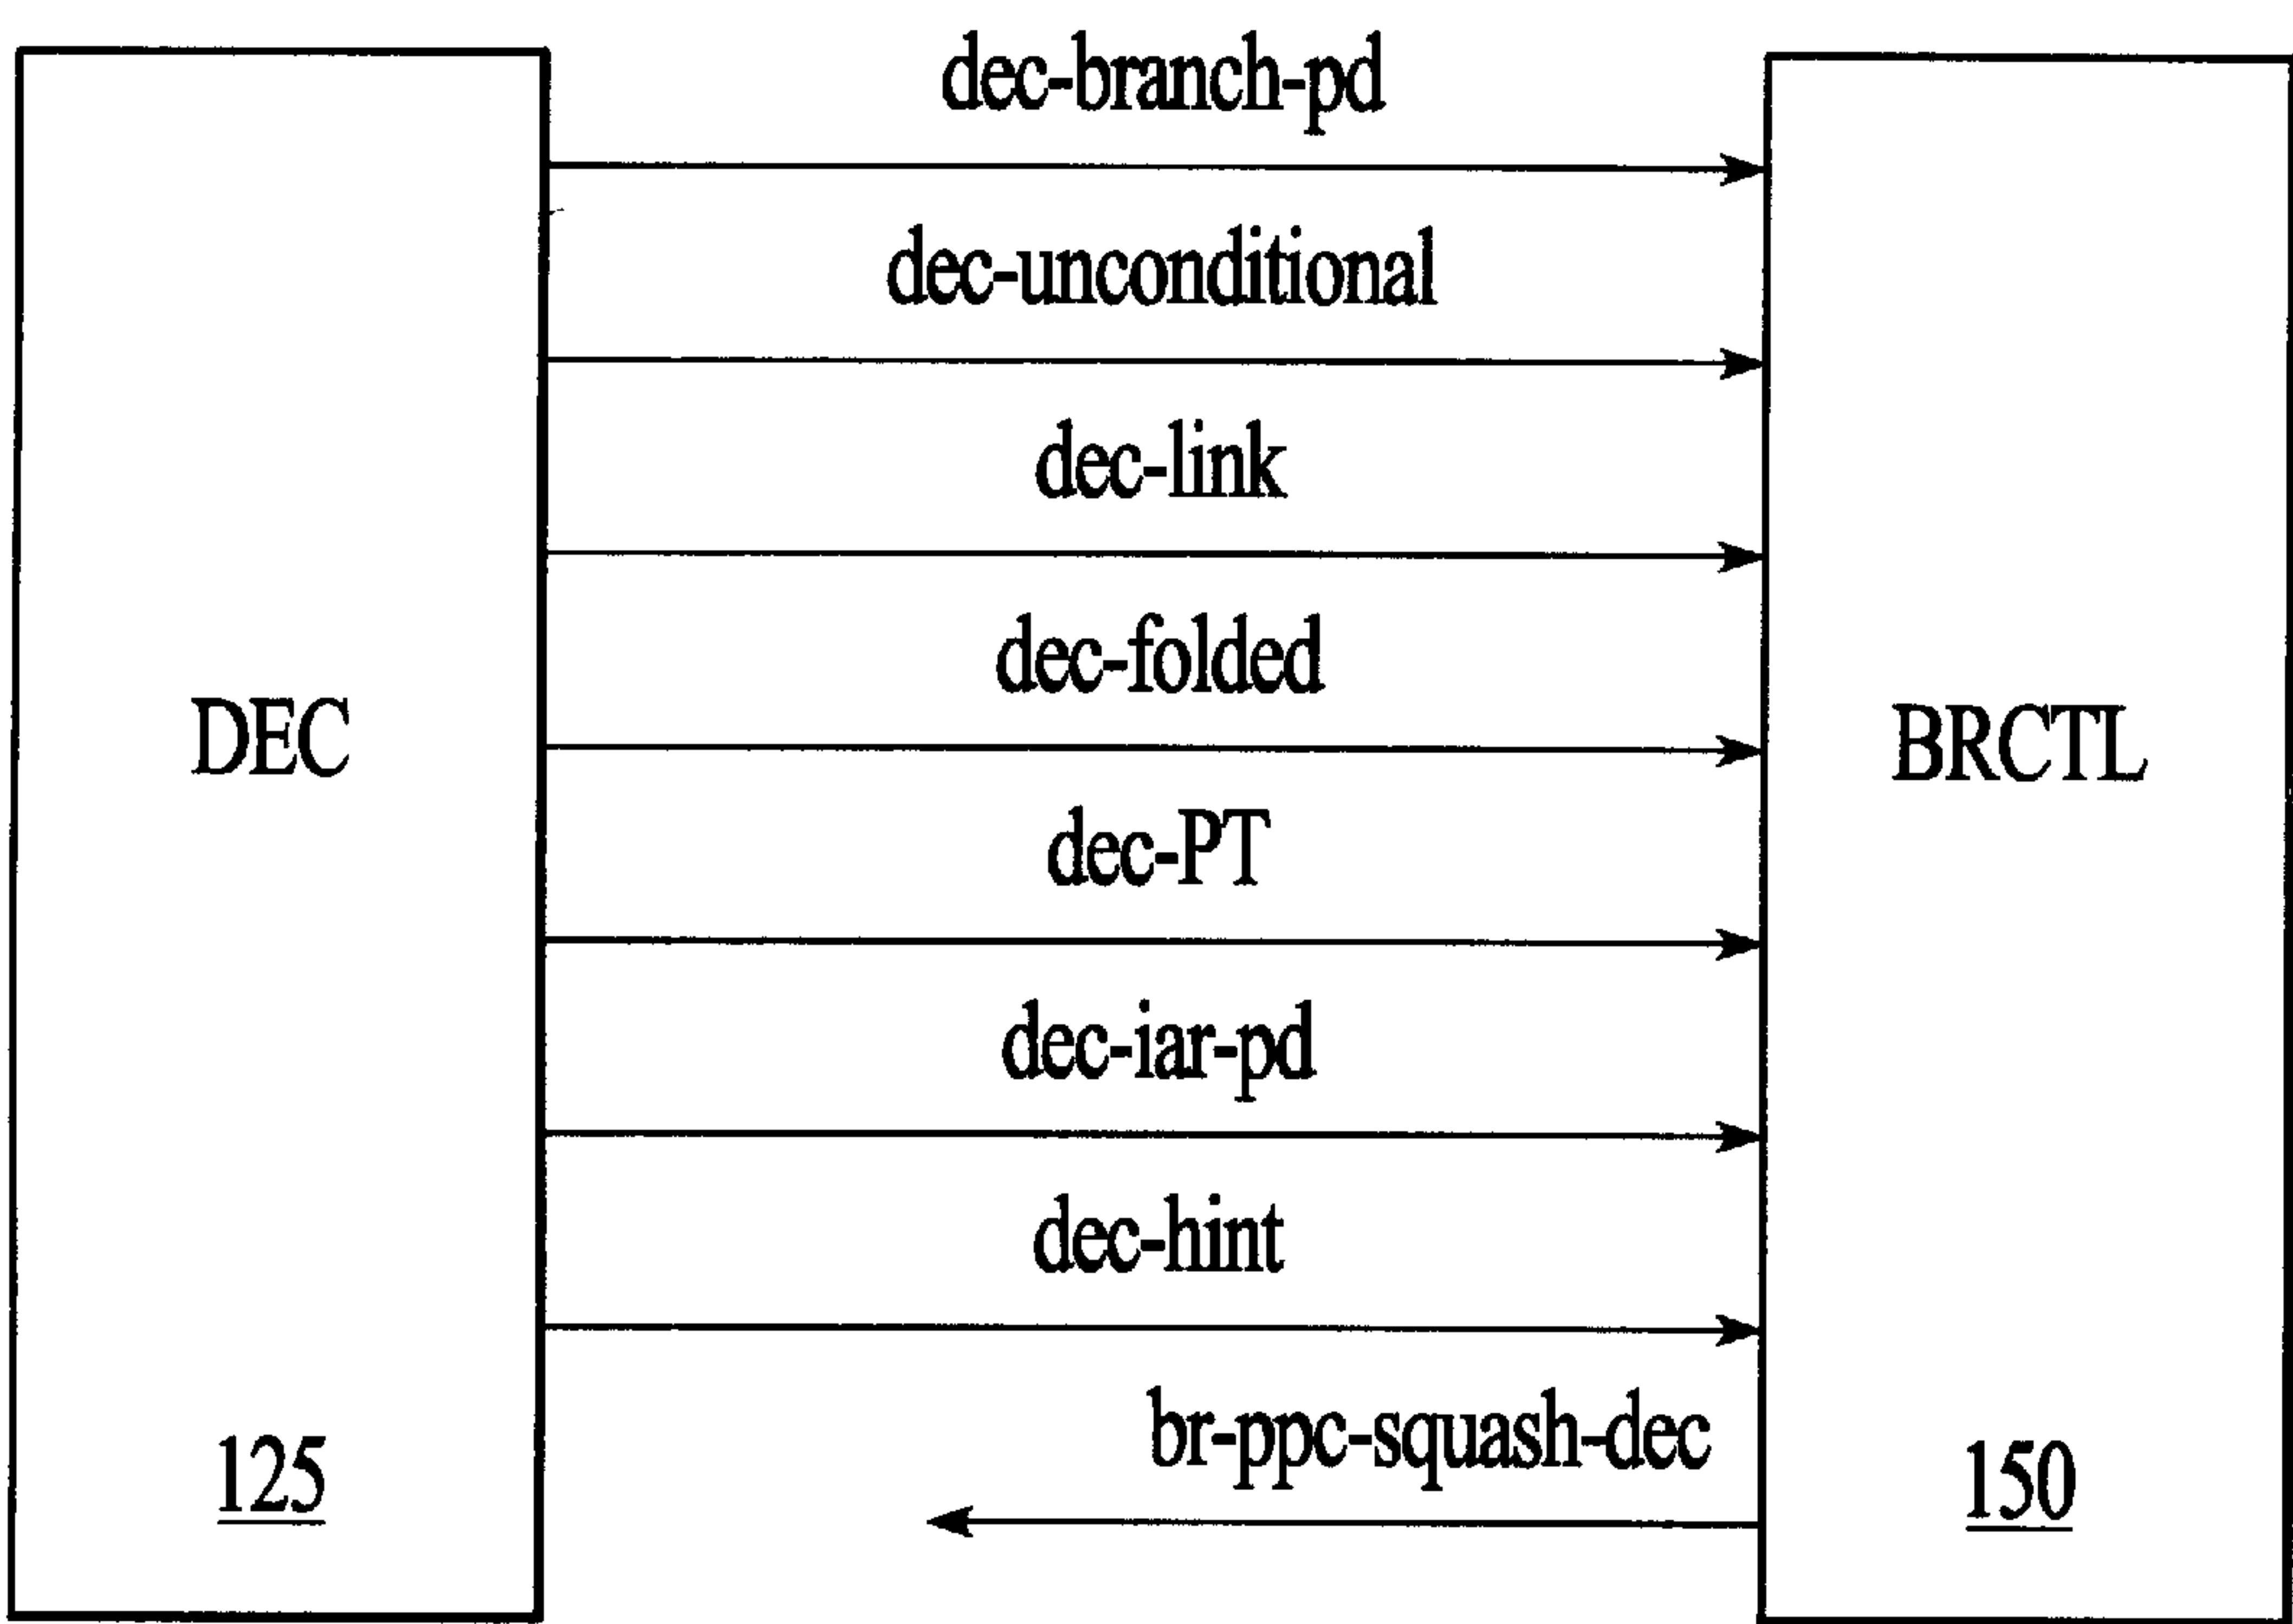 dec-branch-pd
dec-unconditional
dec-link
dec-folded
DEC
BRCTL
dec-PT
dec-iar-pd
dec-hint
br-ppc-squash-dec
125
150